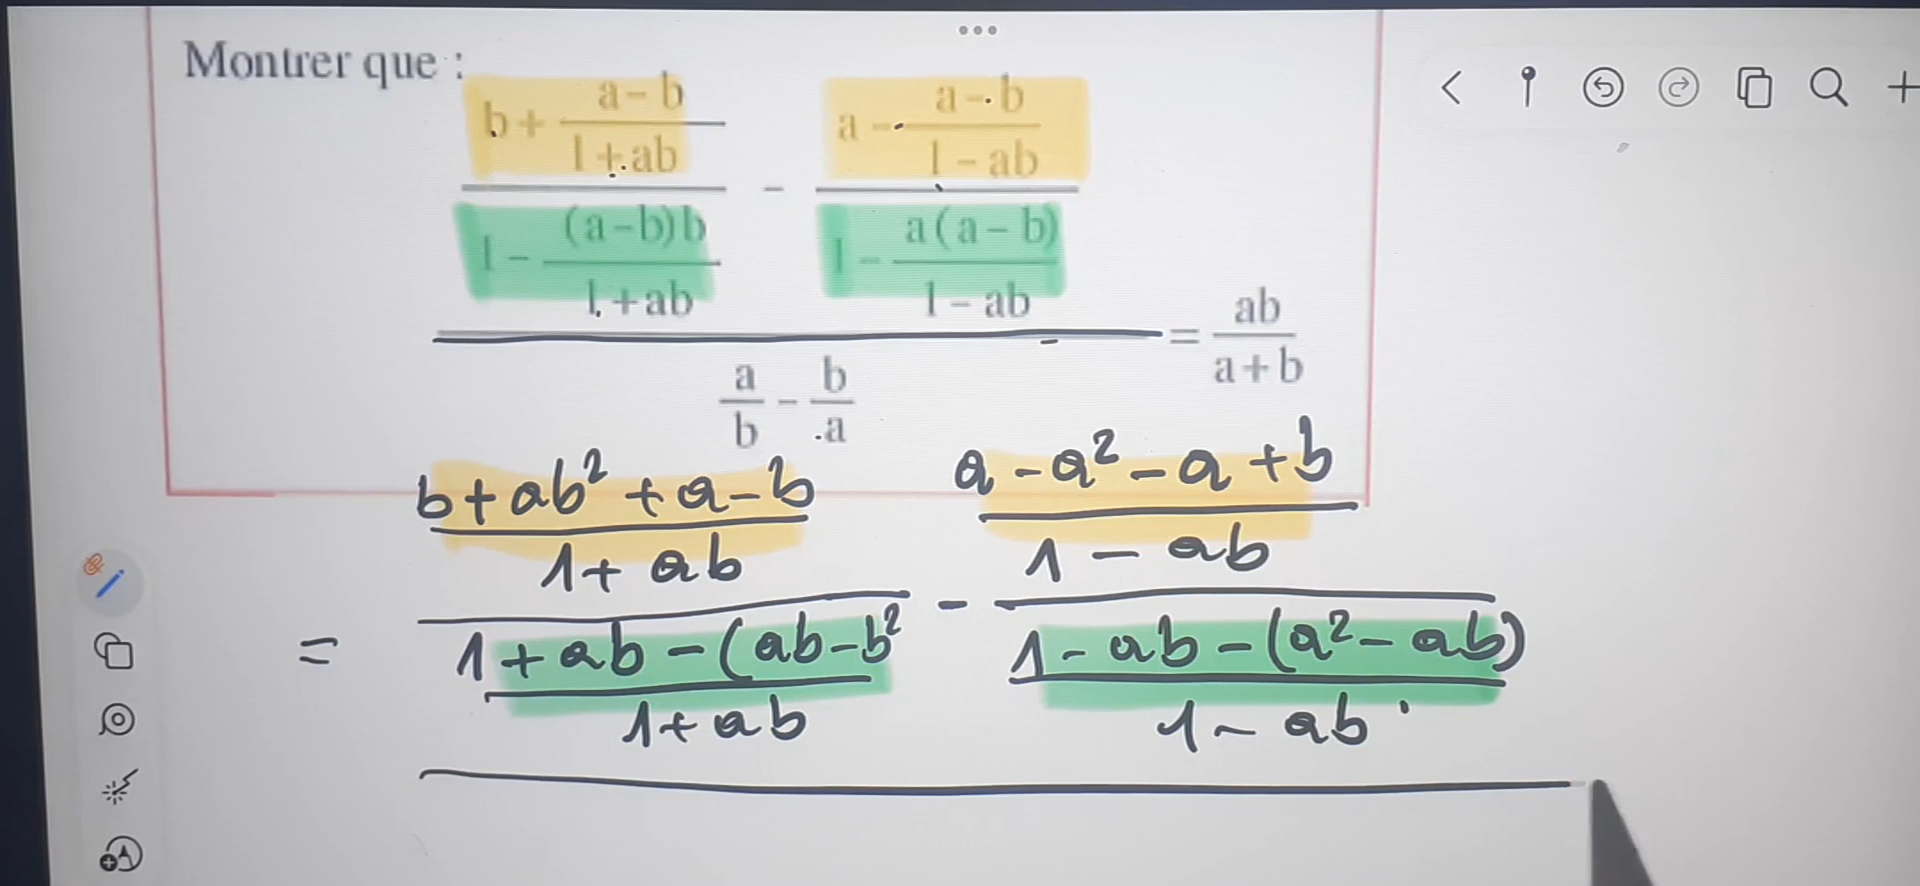 Montrer que :
b + (a - b)/(1 + ab)   a - (a - b)/(1 - ab)
―――――――― - ――――――――
1 - (a - b)b/(1 + ab)   1 - a(a - b)/(1 - ab)
―――――――――――――――――― = ab/(a + b)
a/b - b/a
b + ab² + a - b   a - a² - a + b
1 + ab   1 - ab
= ―――――――― - ――――――――
1 + ab - (ab - b²   1 - ab - (a² - ab)
1 + ab   1 - ab